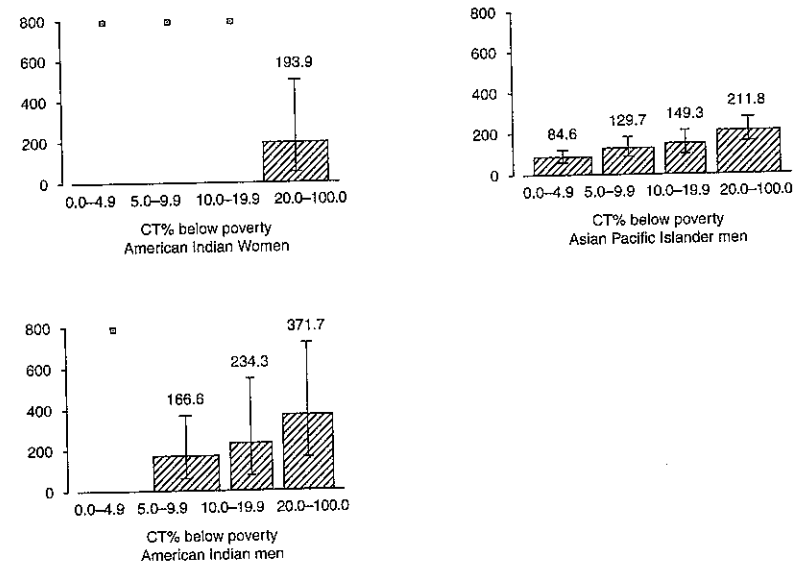 800
600
400
200
0
193.9
0.0–4.9 5.0–9.9 10.0–19.9 20.0–100.0
CT% below poverty
American Indian Women
800
600
400
200
0
84.6
129.7
149.3
211.8
0.0–4.9 5.0–9.9 10.0–19.9 20.0–100.0
CT% below poverty
Asian Pacific Islander men
800
600
400
200
0
166.6
234.3
371.7
0.0–4.9 5.0–9.9 10.0–19.9 20.0–100.0
CT% below poverty
American Indian men